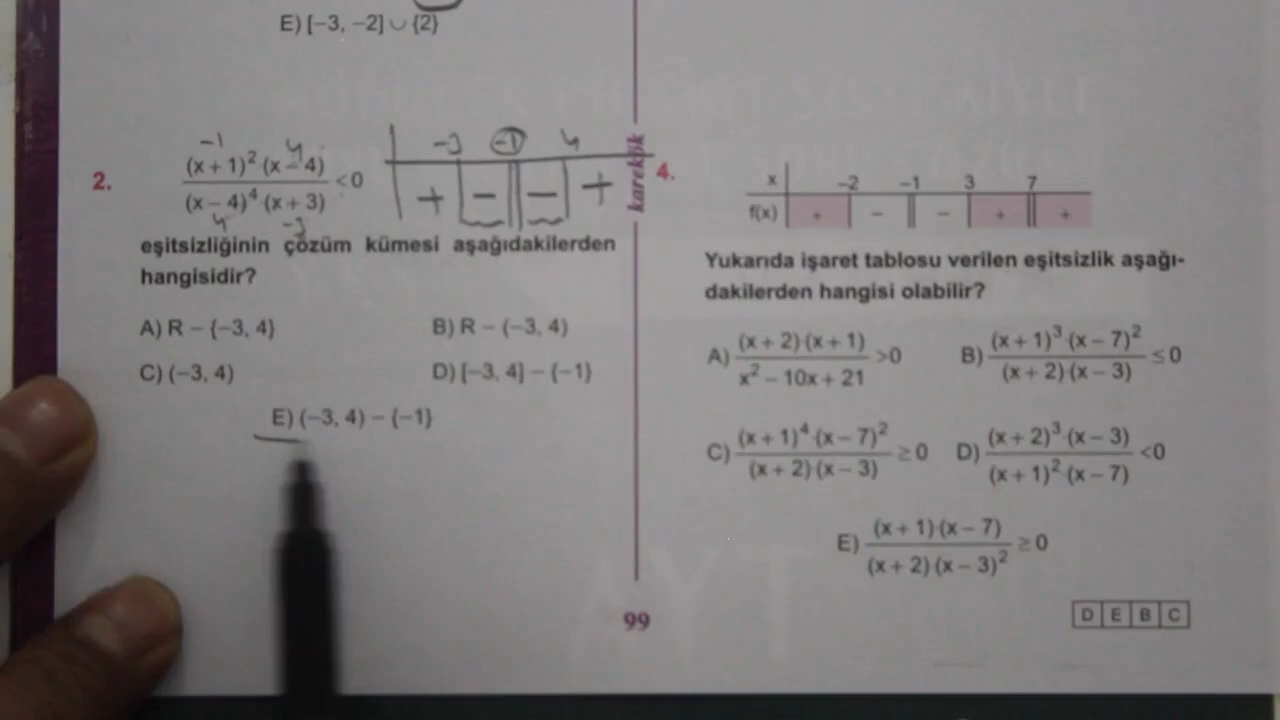 E) [−3, −2] ∪ {2}
2.
−1 4
(x + 1)² · (x − 4)
(x − 4)⁴ · (x + 3)
<0
4 −3
−3 −1 4
+ − − +
eşitsizliğinin çözüm kümesi aşağıdakilerden
hangisidir?
A) R − {−3, 4}
B) R − (−3, 4)
C) (−3, 4)
D) [−3, 4] − {−1}
E) (−3, 4) − {−1}
karekök
99
4.
x −2 −1 3 7
f(x) + − − + +
Yukarıda işaret tablosu verilen eşitsizlik aşağı-
dakilerden hangisi olabilir?
A) (x + 2)·(x + 1)
x² − 10x + 21
>0
B) (x + 1)³·(x − 7)²
(x + 2)·(x − 3)
≤0
C) (x + 1)⁴·(x − 7)²
(x + 2)·(x − 3)
≥0
D) (x + 2)³·(x − 3)
(x + 1)²·(x − 7)
<0
E) (x + 1)·(x − 7)
(x + 2)·(x − 3)²
≥0
D E B C